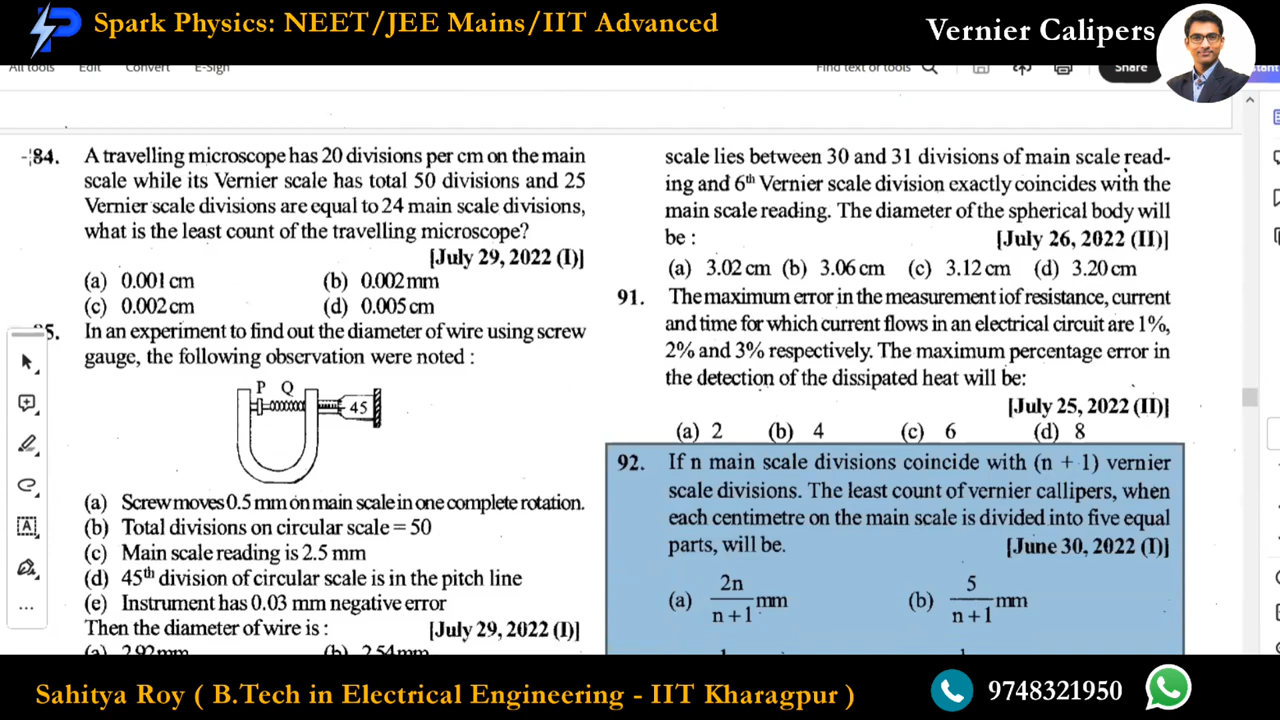 Spark Physics: NEET/JEE Mains/IIT Advanced
Vernier Calipers
All tools Edit Convert E-Sign
Find text or tools
Share
84. A travelling microscope has 20 divisions per cm on the main
scale while its Vernier scale has total 50 divisions and 25
Vernier scale divisions are equal to 24 main scale divisions,
what is the least count of the travelling microscope?
[July 29, 2022 (I)]
(a) 0.001 cm (b) 0.002 mm
(c) 0.002 cm (d) 0.005 cm
In an experiment to find out the diameter of wire using screw
gauge, the following observation were noted :
P Q
45
(a) Screw moves 0.5 mm on main scale in one complete rotation.
(b) Total divisions on circular scale = 50
(c) Main scale reading is 2.5 mm
(d) 45th division of circular scale is in the pitch line
(e) Instrument has 0.03 mm negative error
Then the diameter of wire is : [July 29, 2022 (I)]
(a) 2.92 mm (b) 2.54 mm
scale lies between 30 and 31 divisions of main scale read-
ing and 6th Vernier scale division exactly coincides with the
main scale reading. The diameter of the spherical body will
be : [July 26, 2022 (II)]
(a) 3.02 cm (b) 3.06 cm (c) 3.12 cm (d) 3.20 cm
91. The maximum error in the measurement iof resistance, current
and time for which current flows in an electrical circuit are 1%,
2% and 3% respectively. The maximum percentage error in
the detection of the dissipated heat will be:
[July 25, 2022 (II)]
(a) 2 (b) 4 (c) 6 (d) 8
92. If n main scale divisions coincide with (n + 1) vernier
scale divisions. The least count of vernier callipers, when
each centimetre on the main scale is divided into five equal
parts, will be. [June 30, 2022 (I)]
(a) 2n/n+1 mm (b) 5/n+1 mm
Sahitya Roy ( B.Tech in Electrical Engineering - IIT Kharagpur )
9748321950